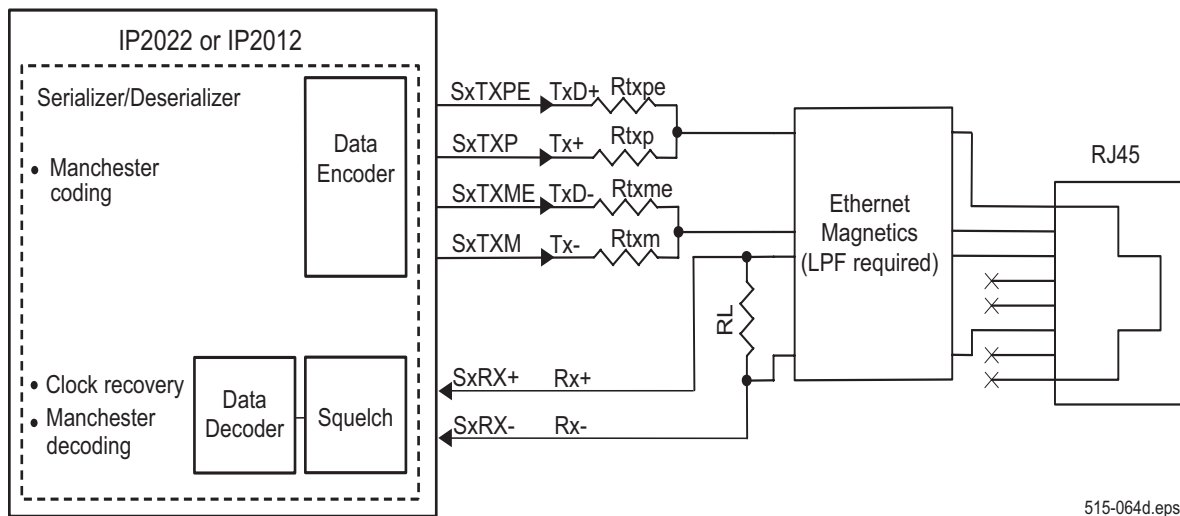 IP2022 or IP2012
Serializer/Deserializer
• Manchester
coding
Data
Encoder
SxTXPE TxD+ Rtxpe
SxTXP Tx+ Rtxp
SxTXME TxD- Rtxme
SxTXM Tx- Rtxm
RL
Ethernet
Magnetics
(LPF required)
RJ45
• Clock recovery
• Manchester
decoding
Data
Decoder
Squelch
SxRX+ Rx+
SxRX- Rx-
515-064d.eps